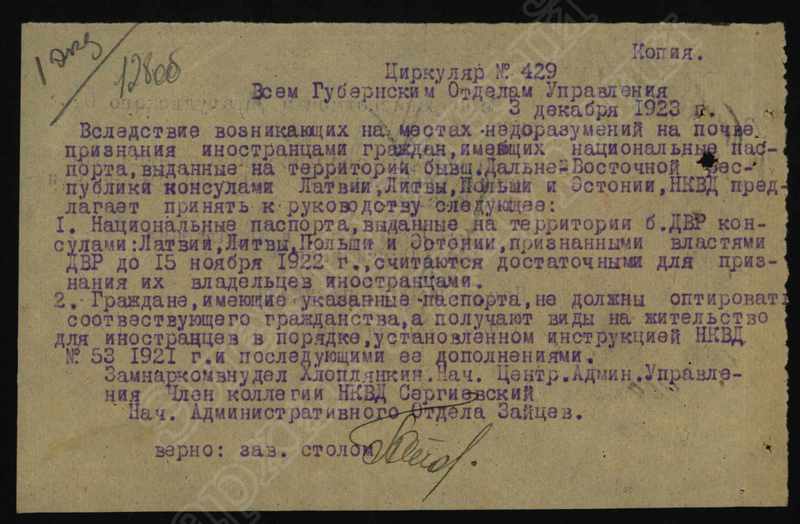 1 экз
Копия.
Циркуляр № 429
Всем Губернским Отделам Управления
3 декабря 1923 г.
Вследствие возникающих на местах недоразумений на почве
признания иностранцами граждан,имеющих национальные пас-
порта,выданные на территории бывш.Дальне-Восточной Рес-
публики консулами Латвии,Литвы,Польши и Эстонии,НКВД пред-
лагает принять к руководству следующее:
I. Национальные паспорта,выданные на территории б.ДВР кон-
сулами:Латвии,Литвы,Польши и Эстонии,признанными властями
ДВР до 15 ноября 1922 г.,считаются достаточными для приз-
нания их владельцев иностранцами.
2. Граждане,имеющие указанные паспорта,не должны оптировать
соотвествующего гражданства,а получают виды на жительство
для иностранцев в порядке,установленном инструкцией НКВД
№ 53 1921 г.и последующими ее дополнениями.
Замнаркомвнудел Хлоплянкин.Нач. Центр.Админ.Управле-
ния Член коллегии НКВД Сергиевский
Нач. Административного Отдела Зайцев.
верно: зав. столом